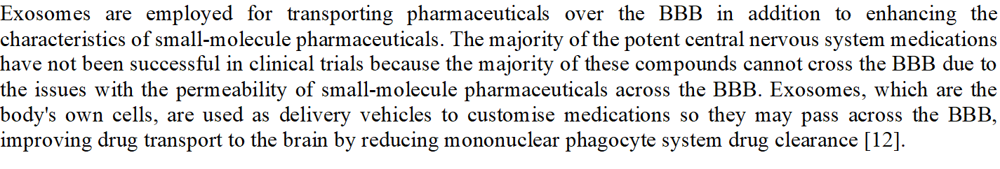 Exosomes are employed for transporting pharmaceuticals over the BBB in addition to enhancing the
characteristics of small-molecule pharmaceuticals. The majority of the potent central nervous system medications
have not been successful in clinical trials because the majority of these compounds cannot cross the BBB due to
the issues with the permeability of small-molecule pharmaceuticals across the BBB. Exosomes, which are the
body's own cells, are used as delivery vehicles to customise medications so they may pass across the BBB,
improving drug transport to the brain by reducing mononuclear phagocyte system drug clearance [12].